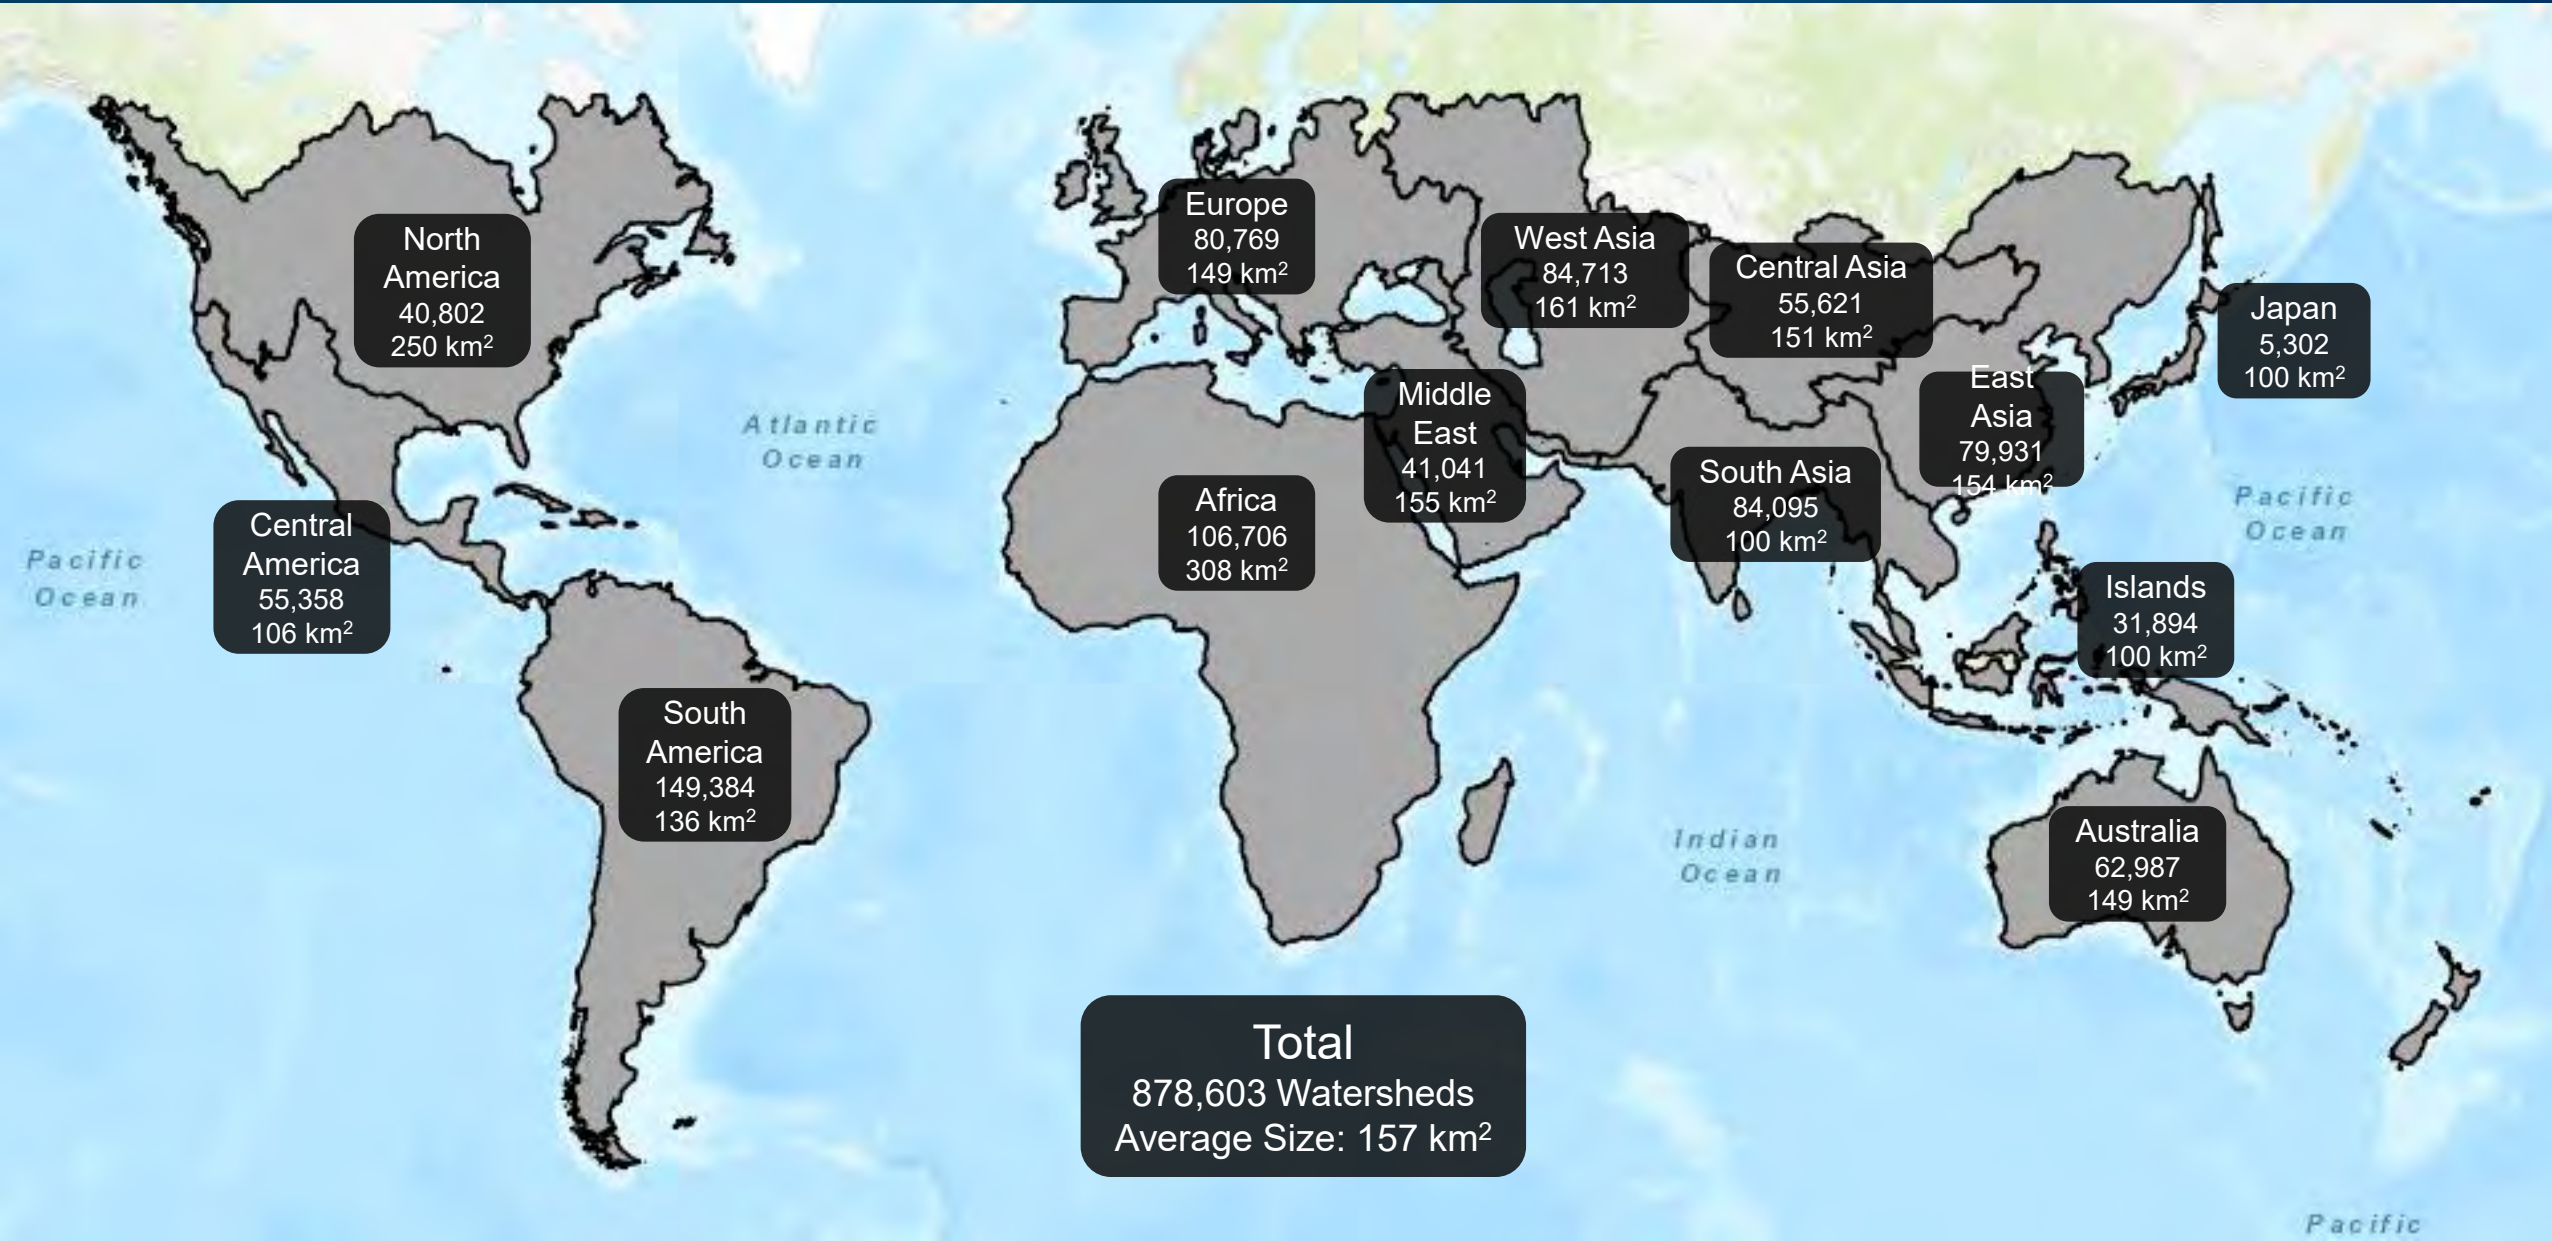 North
America
40,802
250 km²
Europe
80,769
149 km²
West Asia
84,713
161 km²
Central Asia
55,621
151 km²
Japan
5,302
100 km²
Middle
East
41,041
155 km²
East
Asia
79,931
154 km²
Atlantic
Ocean
Africa
106,706
308 km²
South Asia
84,095
100 km²
Pacific
Ocean
Central
America
55,358
106 km²
Pacific
Ocean
Islands
31,894
100 km²
South
America
149,384
136 km²
Indian
Ocean
Australia
62,987
149 km²
Total
878,603 Watersheds
Average Size: 157 km²
Pacific